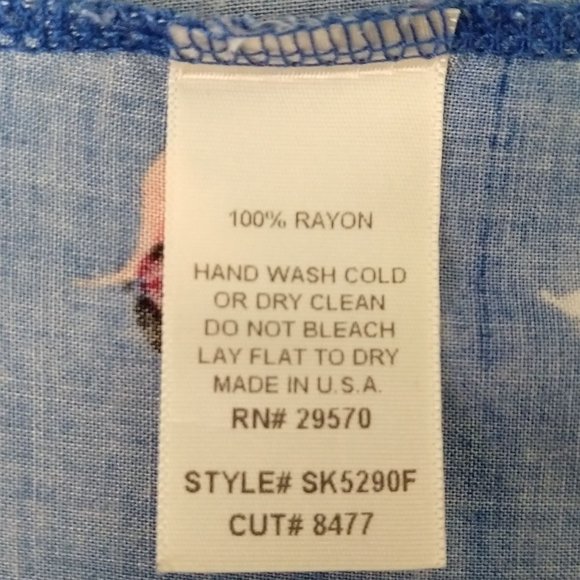 100% RAYON
HAND WASH COLD
OR DRY CLEAN
DO NOT BLEACH
LAY FLAT TO DRY
MADE IN U.S.A.
RN# 29570
STYLE# SK5290F
CUT# 8477